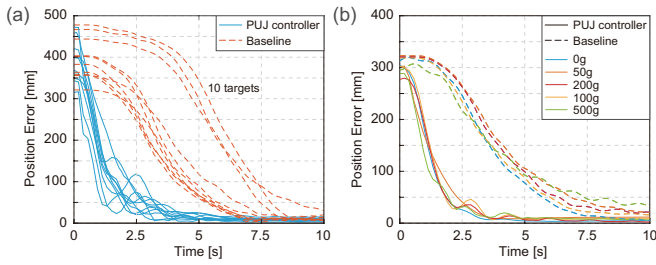 (a)
500
400
300
200
100
0
Position Error [mm]
0
2.5
5.0
7.5
10
Time [s]
PUJ controller
Baseline
10 targets
(b)
400
300
200
100
0
Position Error [mm]
0
2.5
5.0
7.5
10
Time [s]
PUJ controller
Baseline
0g
50g
200g
100g
500g